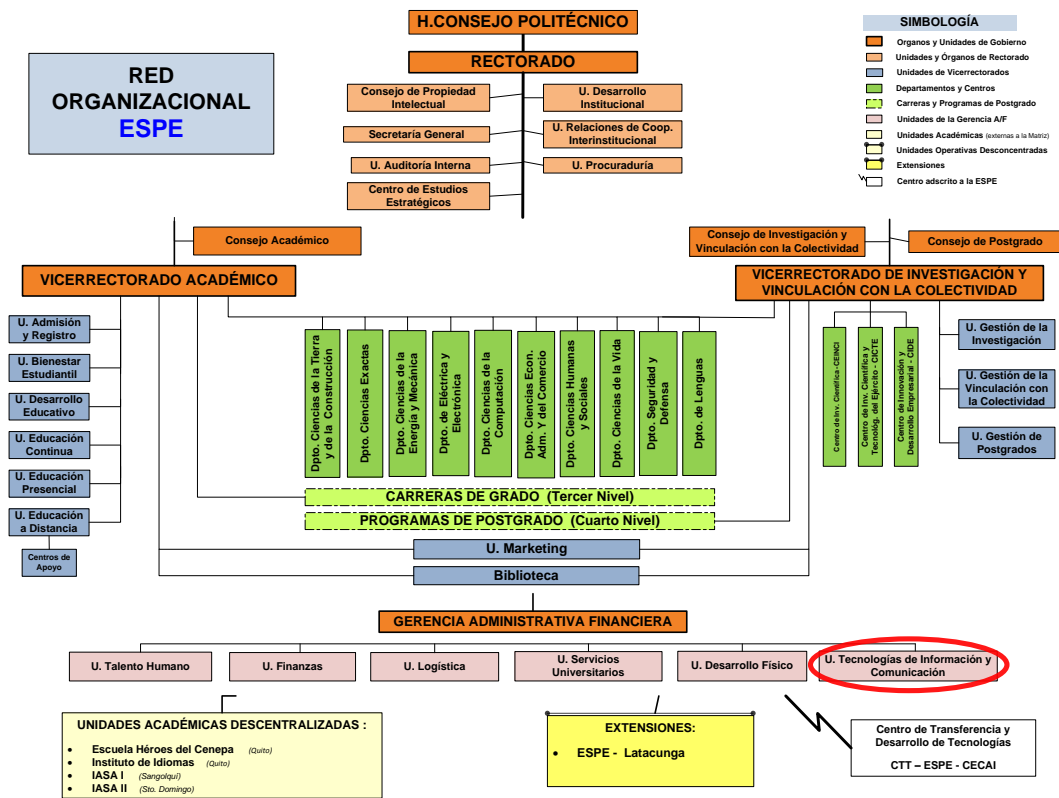 H.CONSEJO POLITÉCNICO
RECTORADO
RED
ORGANIZACIONAL
ESPE
Consejo de Propiedad
Intelectual
U. Desarrollo
Institucional
Secretaría General
U. Relaciones de Coop.
Interinstitucional
U. Auditoría Interna
U. Procuraduría
Centro de Estudios
Estratégicos
SIMBOLOGÍA
Organos y Unidades de Gobierno
Unidades y Órganos de Rectorado
Unidades de Vicerrectorados
Departamentos y Centros
Carreras y Programas de Postgrado
Unidades de la Gerencia A/F
Unidades Académicas (externas a la Matriz)
Unidades Operativas Desconcentradas
Extensiones
Centro adscrito a la ESPE
Consejo Académico
VICERRECTORADO ACADÉMICO
Consejo de Investigación y
Vinculación con la Colectividad
Consejo de Postgrado
VICERRECTORADO DE INVESTIGACIÓN Y
VINCULACIÓN CON LA COLECTIVIDAD
U. Admisión
y Registro
U. Bienestar
Estudiantil
U. Desarrollo
Educativo
U. Educación
Continua
U. Educación
Presencial
U. Educación
a Distancia
Centros de
Apoyo
Dpto. Ciencias de la Tierra
y de la Construcción
Dpto. Ciencias Exactas
Dpto. Ciencias de la
Energía y Mecánica
Dpto. de Eléctrica y
Electrónica
Dpto. Ciencias de la
Computación
Dpto. Ciencias Econ.
Adm. Y del Comercio
Dpto. Ciencias Humanas
y Sociales
Dpto. Ciencias de la Vida
Dpto. Seguridad y
Defensa
Dpto. de Lenguas
Centro de Inv. Científica -CEINCI
Centro de Inv. Científica y
Tecnológ. del Ejército - CICTE
Centro de Innovación y
Desarrollo Empresarial - CIDE
U. Gestión de la
Investigación
U. Gestión de la
Vinculación con
la Colectividad
U. Gestión de
Postgrados
CARRERAS DE GRADO (Tercer Nivel)
PROGRAMAS DE POSTGRADO (Cuarto Nivel)
U. Marketing
Biblioteca
GERENCIA ADMINISTRATIVA FINANCIERA
U. Talento Humano
U. Finanzas
U. Logística
U. Servicios
Universitarios
U. Desarrollo Físico
U. Tecnologías de Información y
Comunicación
UNIDADES ACADÉMICAS DESCENTRALIZADAS :
• Escuela Héroes del Cenepa (Quito)
• Instituto de Idiomas (Quito)
• IASA I (Sangolquí)
• IASA II (Sto. Domingo)
EXTENSIONES:
• ESPE - Latacunga
Centro de Transferencia y
Desarrollo de Tecnologías
CTT – ESPE - CECAI